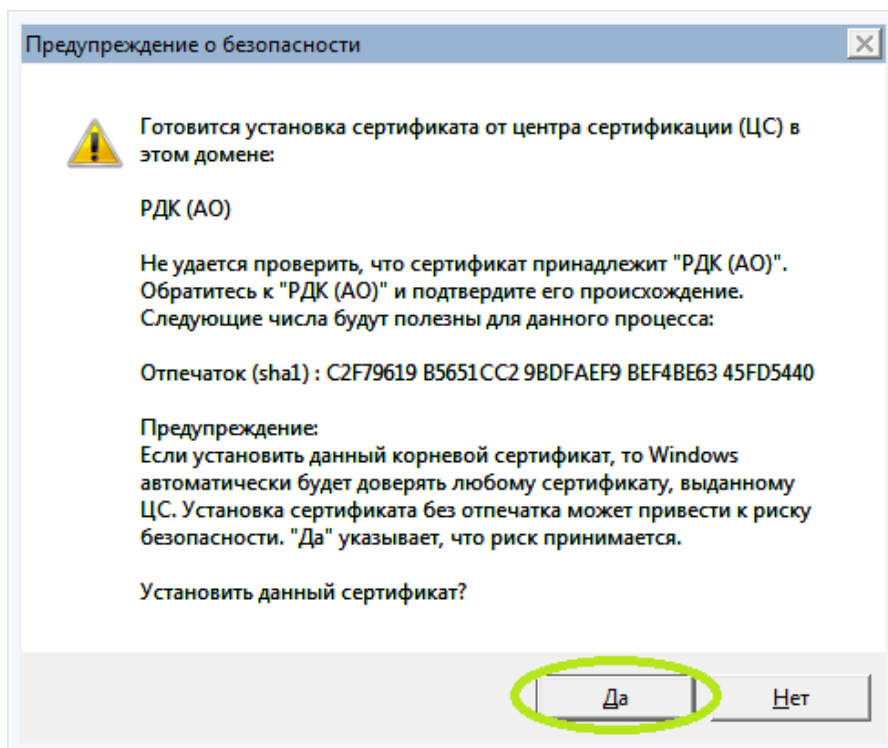 Предупреждение о безопасности
Готовится установка сертификата от центра сертификации (ЦС) в
этом домене:
РДК (АО)
Не удается проверить, что сертификат принадлежит "РДК (АО)".
Обратитесь к "РДК (АО)" и подтвердите его происхождение.
Следующие числа будут полезны для данного процесса:
Отпечаток (sha1) : C2F79619 B5651CC2 9BDFAEF9 BEF4BE63 45FD5440
Предупреждение:
Если установить данный корневой сертификат, то Windows
автоматически будет доверять любому сертификату, выданному
ЦС. Установка сертификата без отпечатка может привести к риску
безопасности. "Да" указывает, что риск принимается.
Установить данный сертификат?
Да
Нет